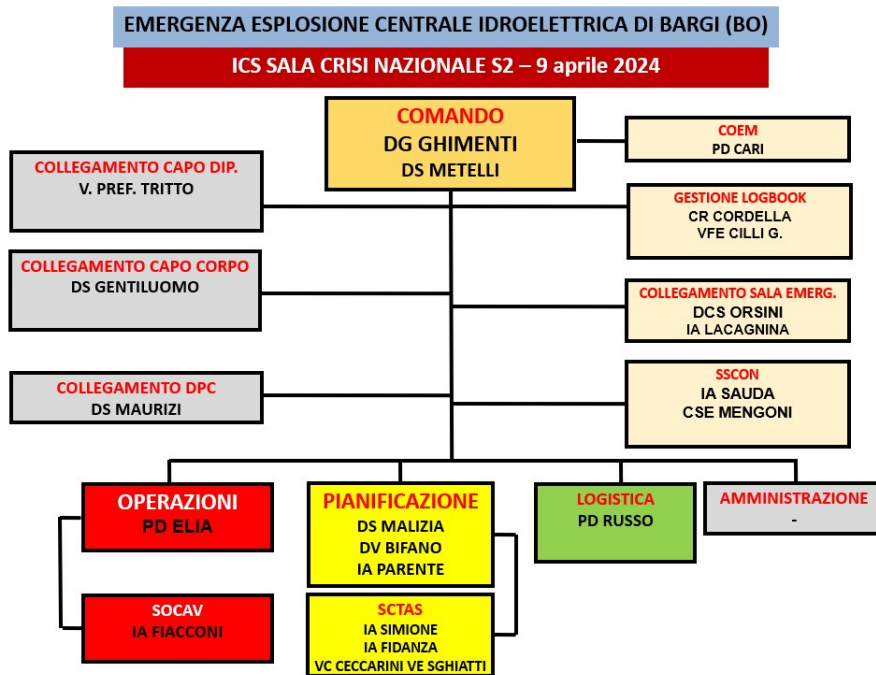 EMERGENZA ESPLOSIONE CENTRALE IDROELETTRICA DI BARGI (BO)
ICS SALA CRISI NAZIONALE S2 – 9 aprile 2024
COMANDO
DG GHIMENTI
DS METELLI
COEM
PD CARI
COLLEGAMENTO CAPO DIP.
V. PREF. TRITTO
GESTIONE LOGBOOK
CR CORDELLA
VFE CILLI G.
COLLEGAMENTO CAPO CORPO
DS GENTILUOMO
COLLEGAMENTO SALA EMERG.
DCS ORSINI
IA LACAGNINA
COLLEGAMENTO DPC
DS MAURIZI
SSCON
IA SAUDA
CSE MENGONI
OPERAZIONI
PD ELIA
PIANIFICAZIONE
DS MALIZIA
DV BIFANO
IA PARENTE
LOGISTICA
PD RUSSO
AMMINISTRAZIONE
-
SOCAV
IA FIACCONI
SCTAS
IA SIMIONE
IA FIDANZA
VC CECCARINI VE SGHIATTI